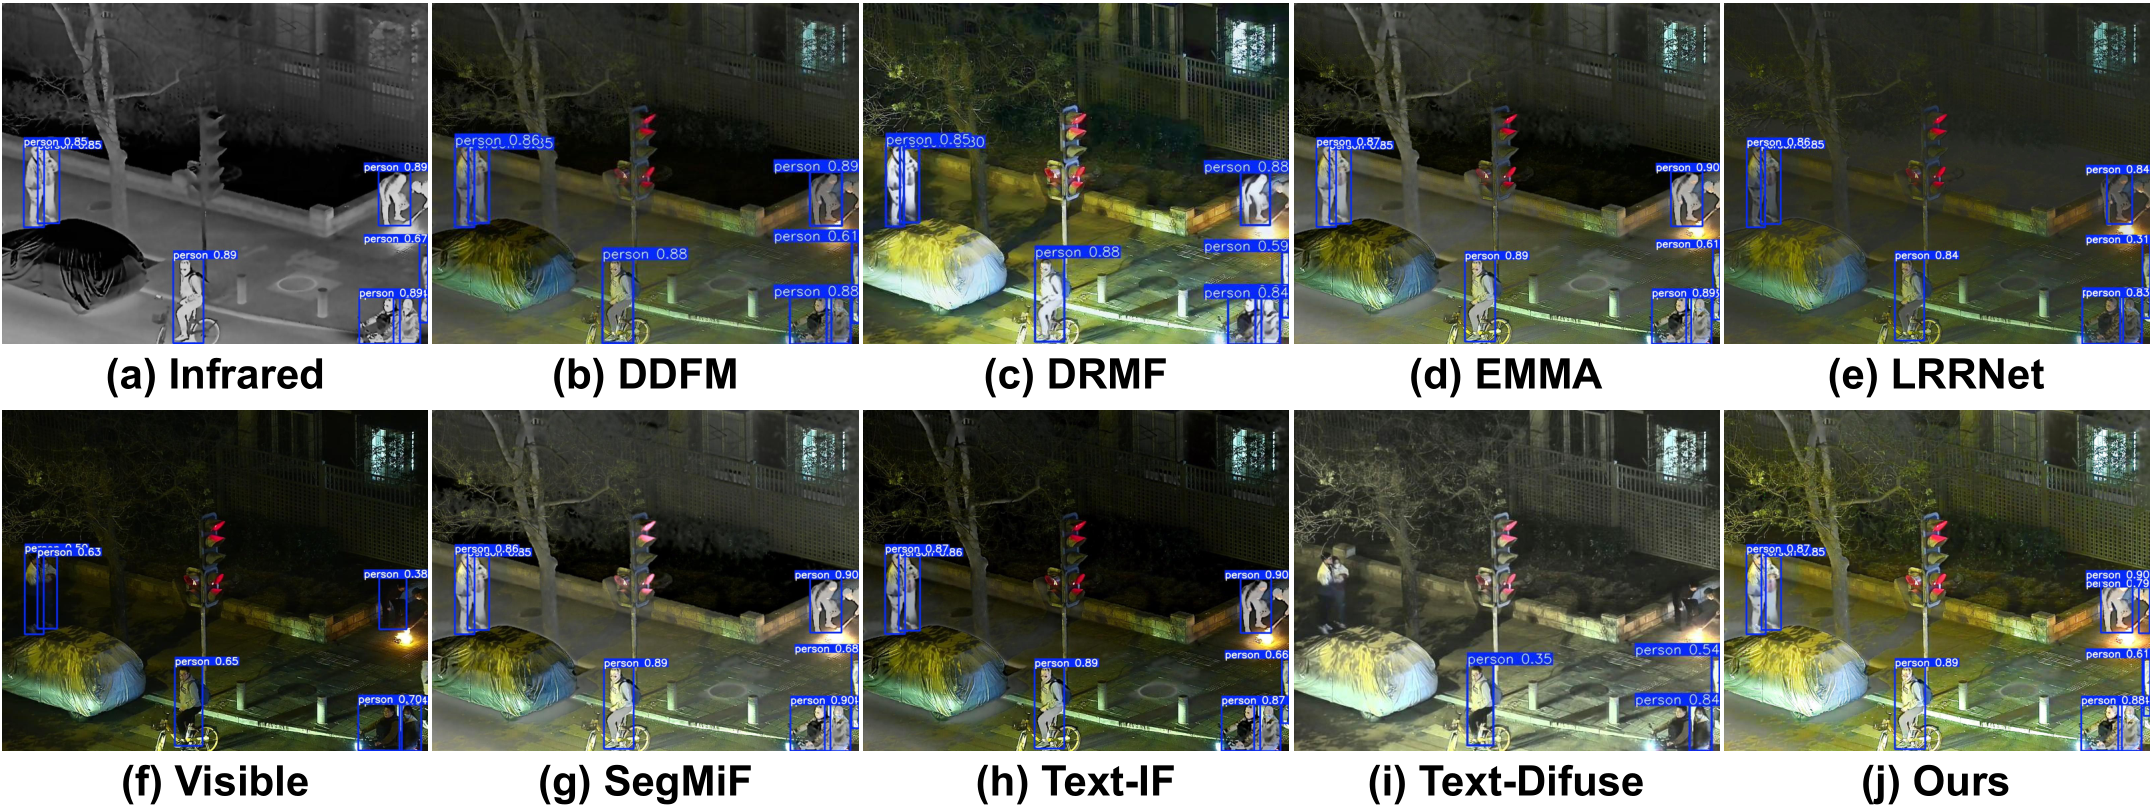 person 0.85
0.85
person 0.89
person 0.67
person 0.89
person 0.89
(a) Infrared
person 0.86
person 0.89
person 0.61
person 0.88
person 0.88
(b) DDFM
person 0.85
person 0.88
person 0.59
person 0.88
person 0.84
(c) DRMF
person 0.87
0.85
person 0.90
person 0.61
person 0.89
person 0.89
(d) EMMA
person 0.86
0.85
person 0.84
person 0.31
person 0.84
person 0.83
(e) LRRNet
person 0.63
person 0.38
person 0.65
person 0.70
(f) Visible
person 0.86
0.85
person 0.90
person 0.68
person 0.89
person 0.90
(g) SegMiF
person 0.87
0.86
person 0.90
person 0.66
person 0.89
person 0.87
(h) Text-IF
person 0.54
person 0.35
person 0.84
(i) Text-Difuse
person 0.87
0.85
person 0.90
person 0.79
person 0.61
person 0.89
person 0.88
(j) Ours